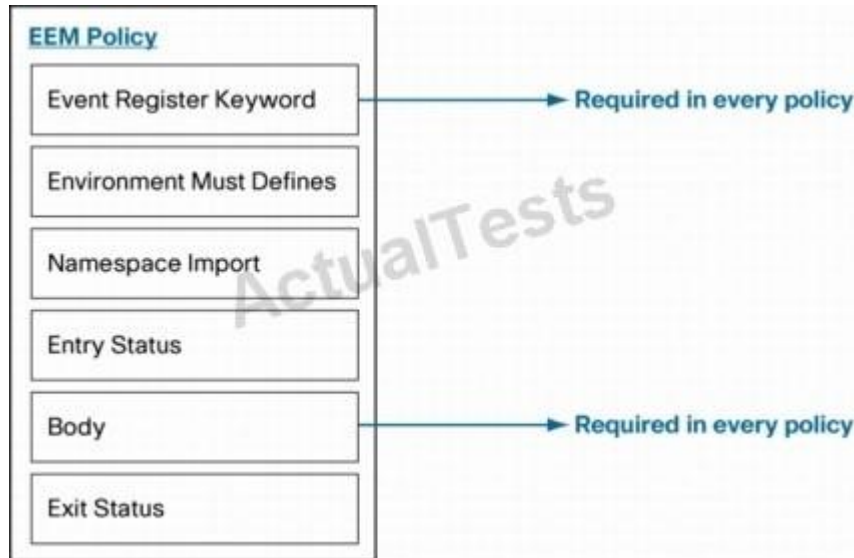 EEM Policy
Event Register Keyword
Required in every policy
Environment Must Defines
Namespace Import
Entry Status
Body
Required in every policy
Exit Status
ActualTests